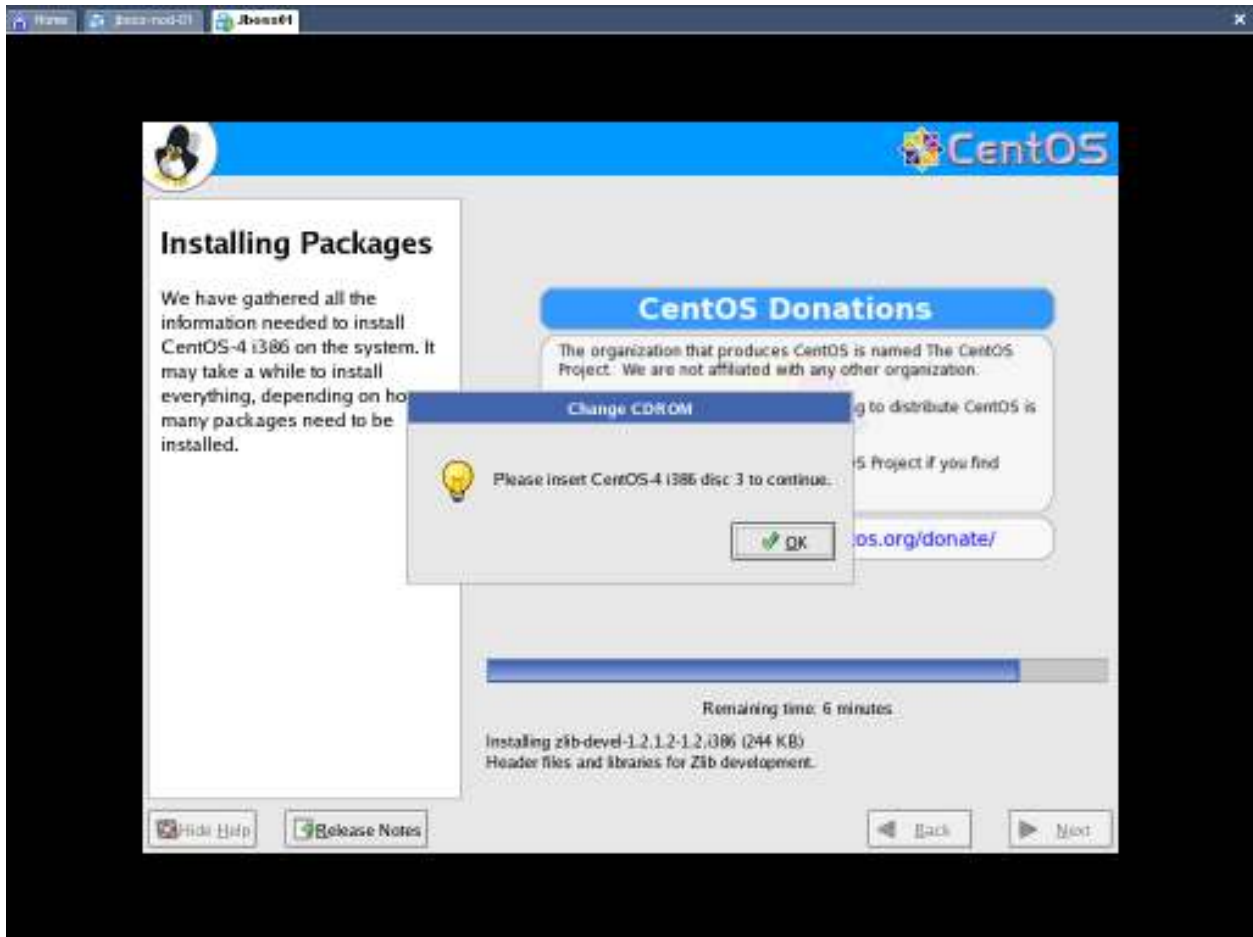 Home
Jboss01
CentOS
Installing Packages
We have gathered all the
information needed to install
CentOS-4 i386 on the system. It
may take a while to install
everything, depending on ho
many packages need to be
installed.
CentOS Donations
The organization that produces CentOS is named The CentOS
Project. We are not affiliated with any other organization.
g to distribute CentOS is
S Project if you find
os.org/donate/
Change CDROM
Please insert CentOS-4 i386 disc 3 to continue.
OK
Remaining time: 6 minutes
Installing zlib-devel-1.2.1.2-1.2.i386 (244 KB)
Header files and libraries for Zlib development.
Hide Help
Release Notes
Back
Next